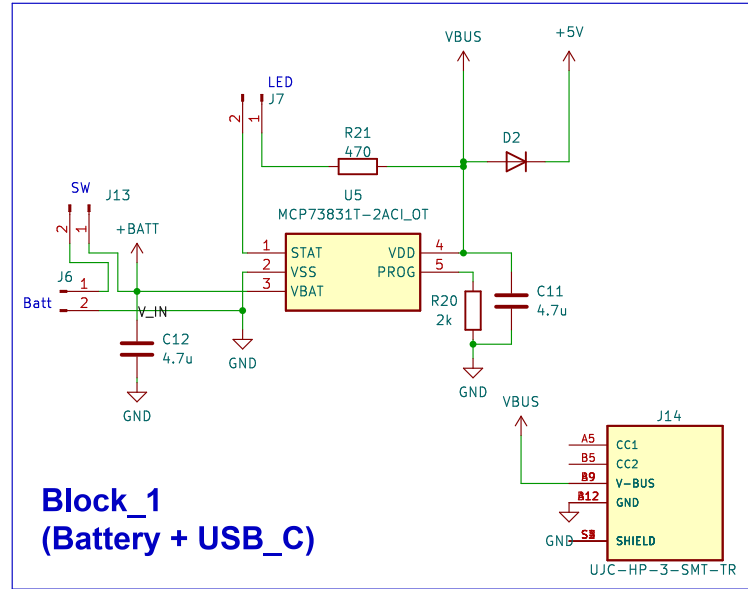 VBUS
+5V
LED
J7
2
1
R21
470
D2
U5
MCP73831T-2ACI_OT
SW
J13
2
1
+BATT
1
STAT
VDD
4
2
VSS
PROG
5
3
VBAT
J6
1
Batt
2
V_IN
R20
2k
C11
4.7u
C12
4.7u
GND
GND
GND
VBUS
J14
A5
CC1
B5
CC2
V-BUS
GND
GND
SHIELD
UJC-HP-3-SMT-TR
Block_1
(Battery + USB_C)